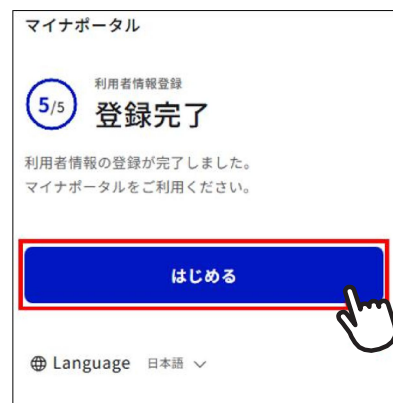 マイナポータル
利用者情報登録
5/5
登録完了
利用者情報の登録が完了しました。
マイナポータルをご利用ください。
はじめる
Language 日本語